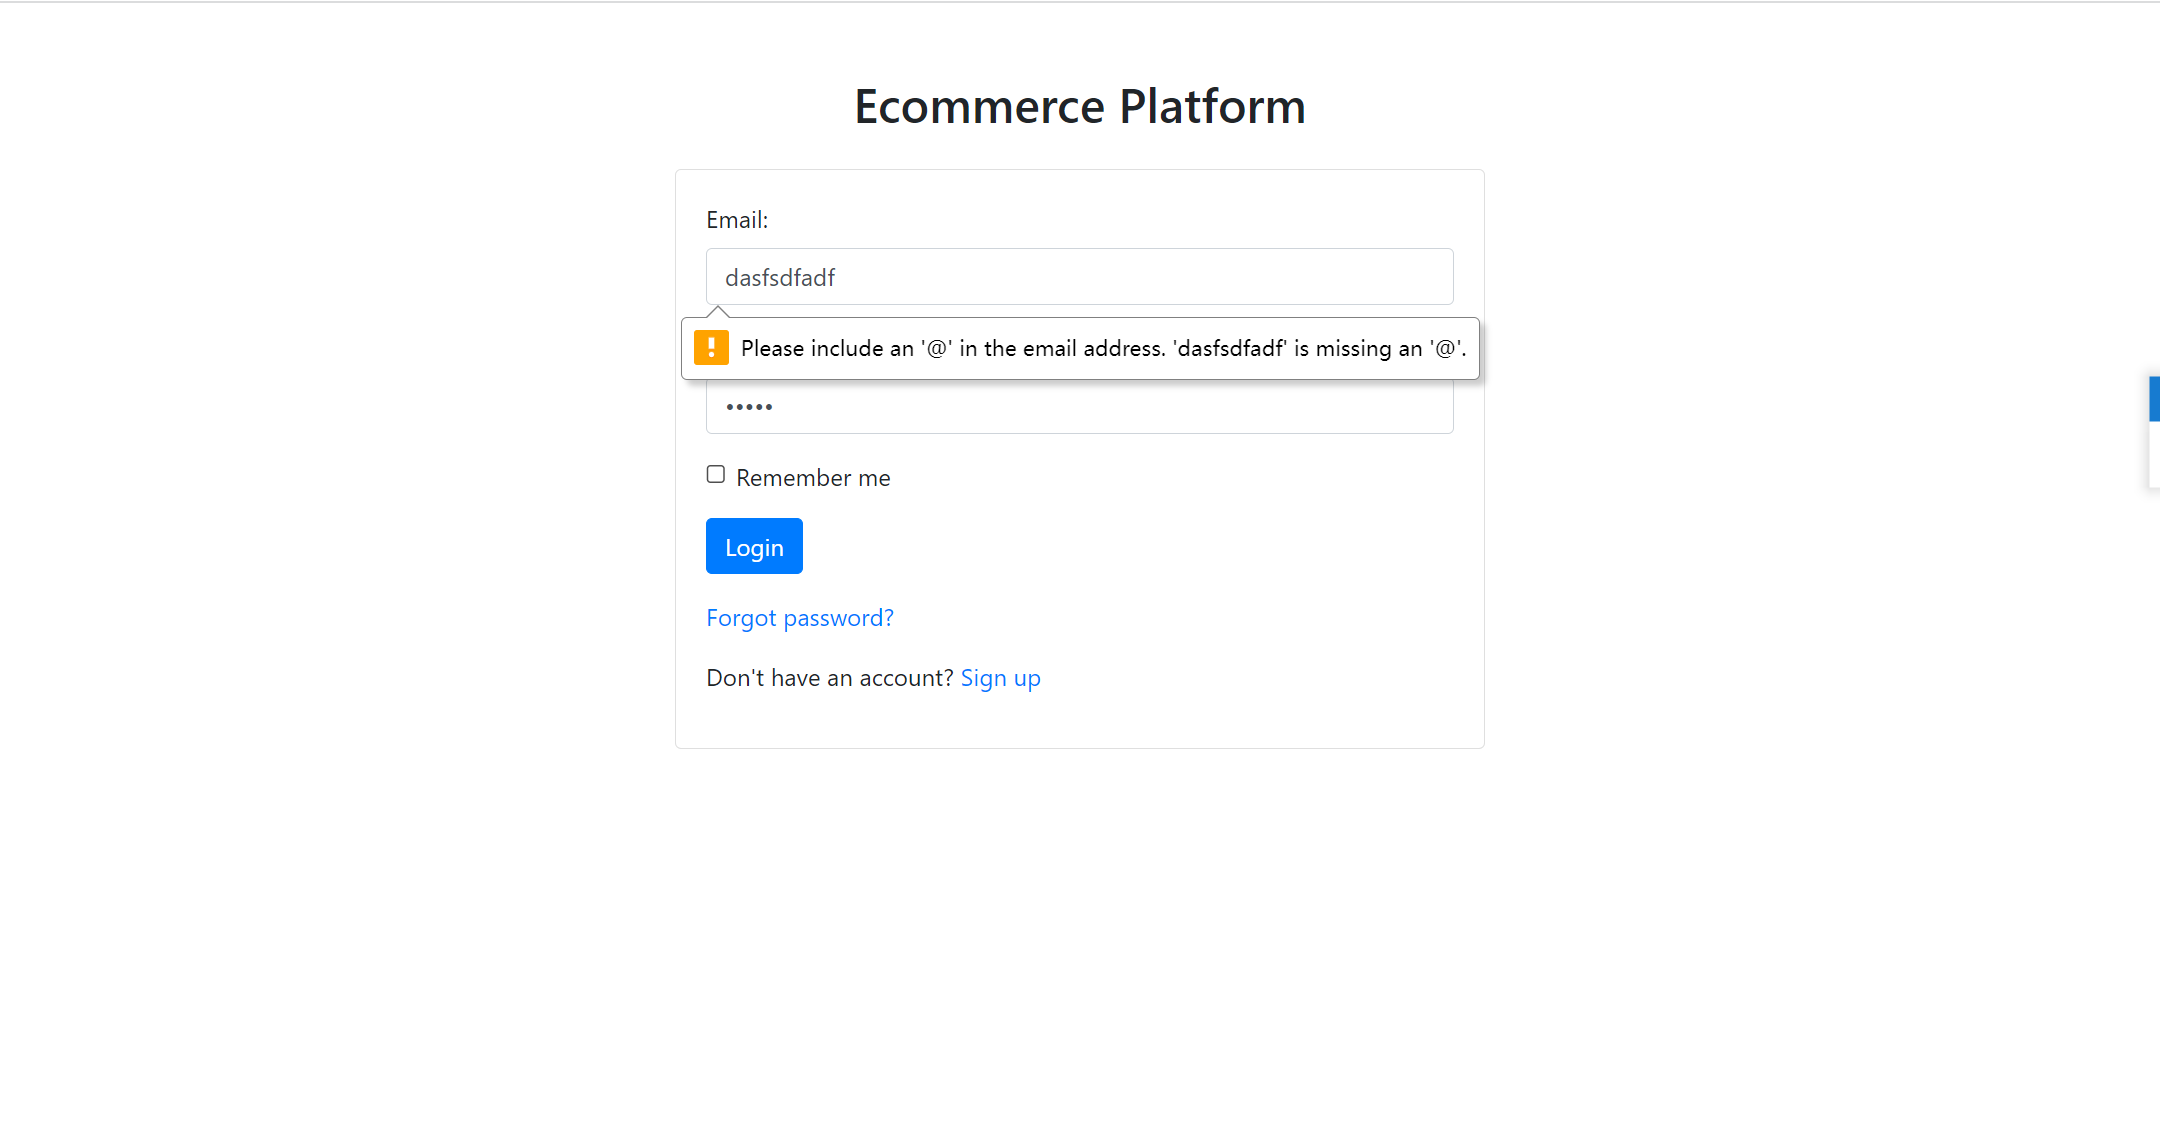 Ecommerce Platform
Email:
dasfsdfadf
Please include an '@' in the email address. 'dasfsdfadf' is missing an '@'.
•••••
Remember me
Login
Forgot password?
Don't have an account? Sign up